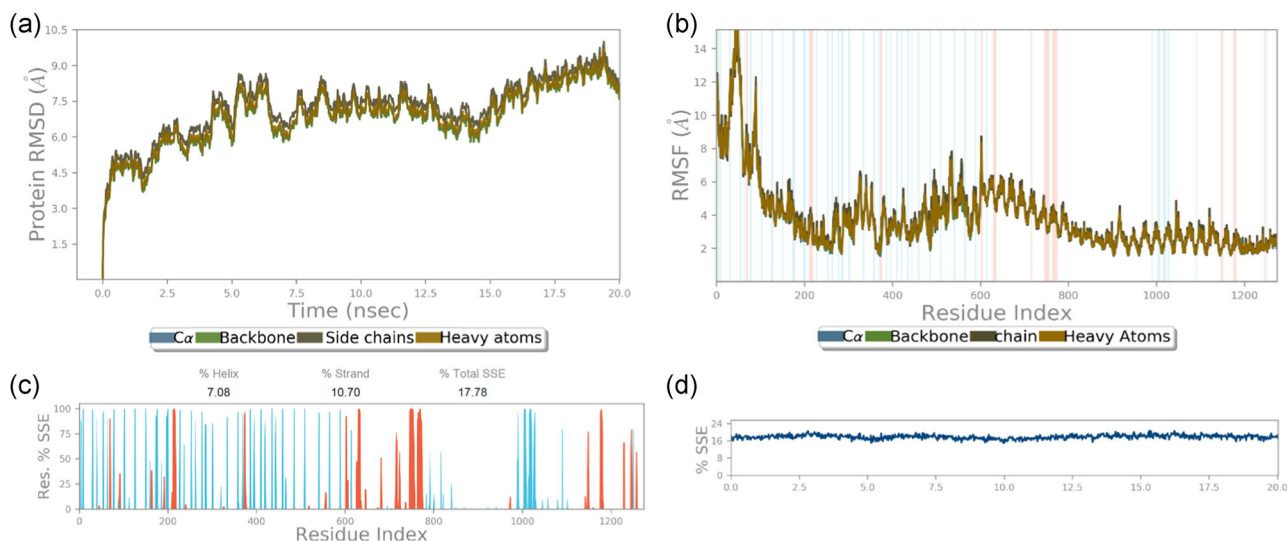 (a)
10.5
9.0
7.5
6.0
4.5
3.0
1.5
Protein RMSD (Å)
0.0 2.5 5.0 7.5 10.0 12.5 15.0 17.5 20.0
Time (nsec)
Cα Backbone Side chains Heavy atoms
(b)
14
12
10
8
6
4
2
RMSF (Å)
0 200 400 600 800 1000 1200
Residue Index
Cα Backbone chain Heavy Atoms
(c)
% Helix % Strand % Total SSE
7.08 10.70 17.78
100
75
50
25
0
Res. % SSE
0 200 400 600 800 1000 1200
Residue Index
(d)
24
16
8
0
% SSE
0.0 2.5 5.0 7.5 10.0 12.5 15.0 17.5 20.0